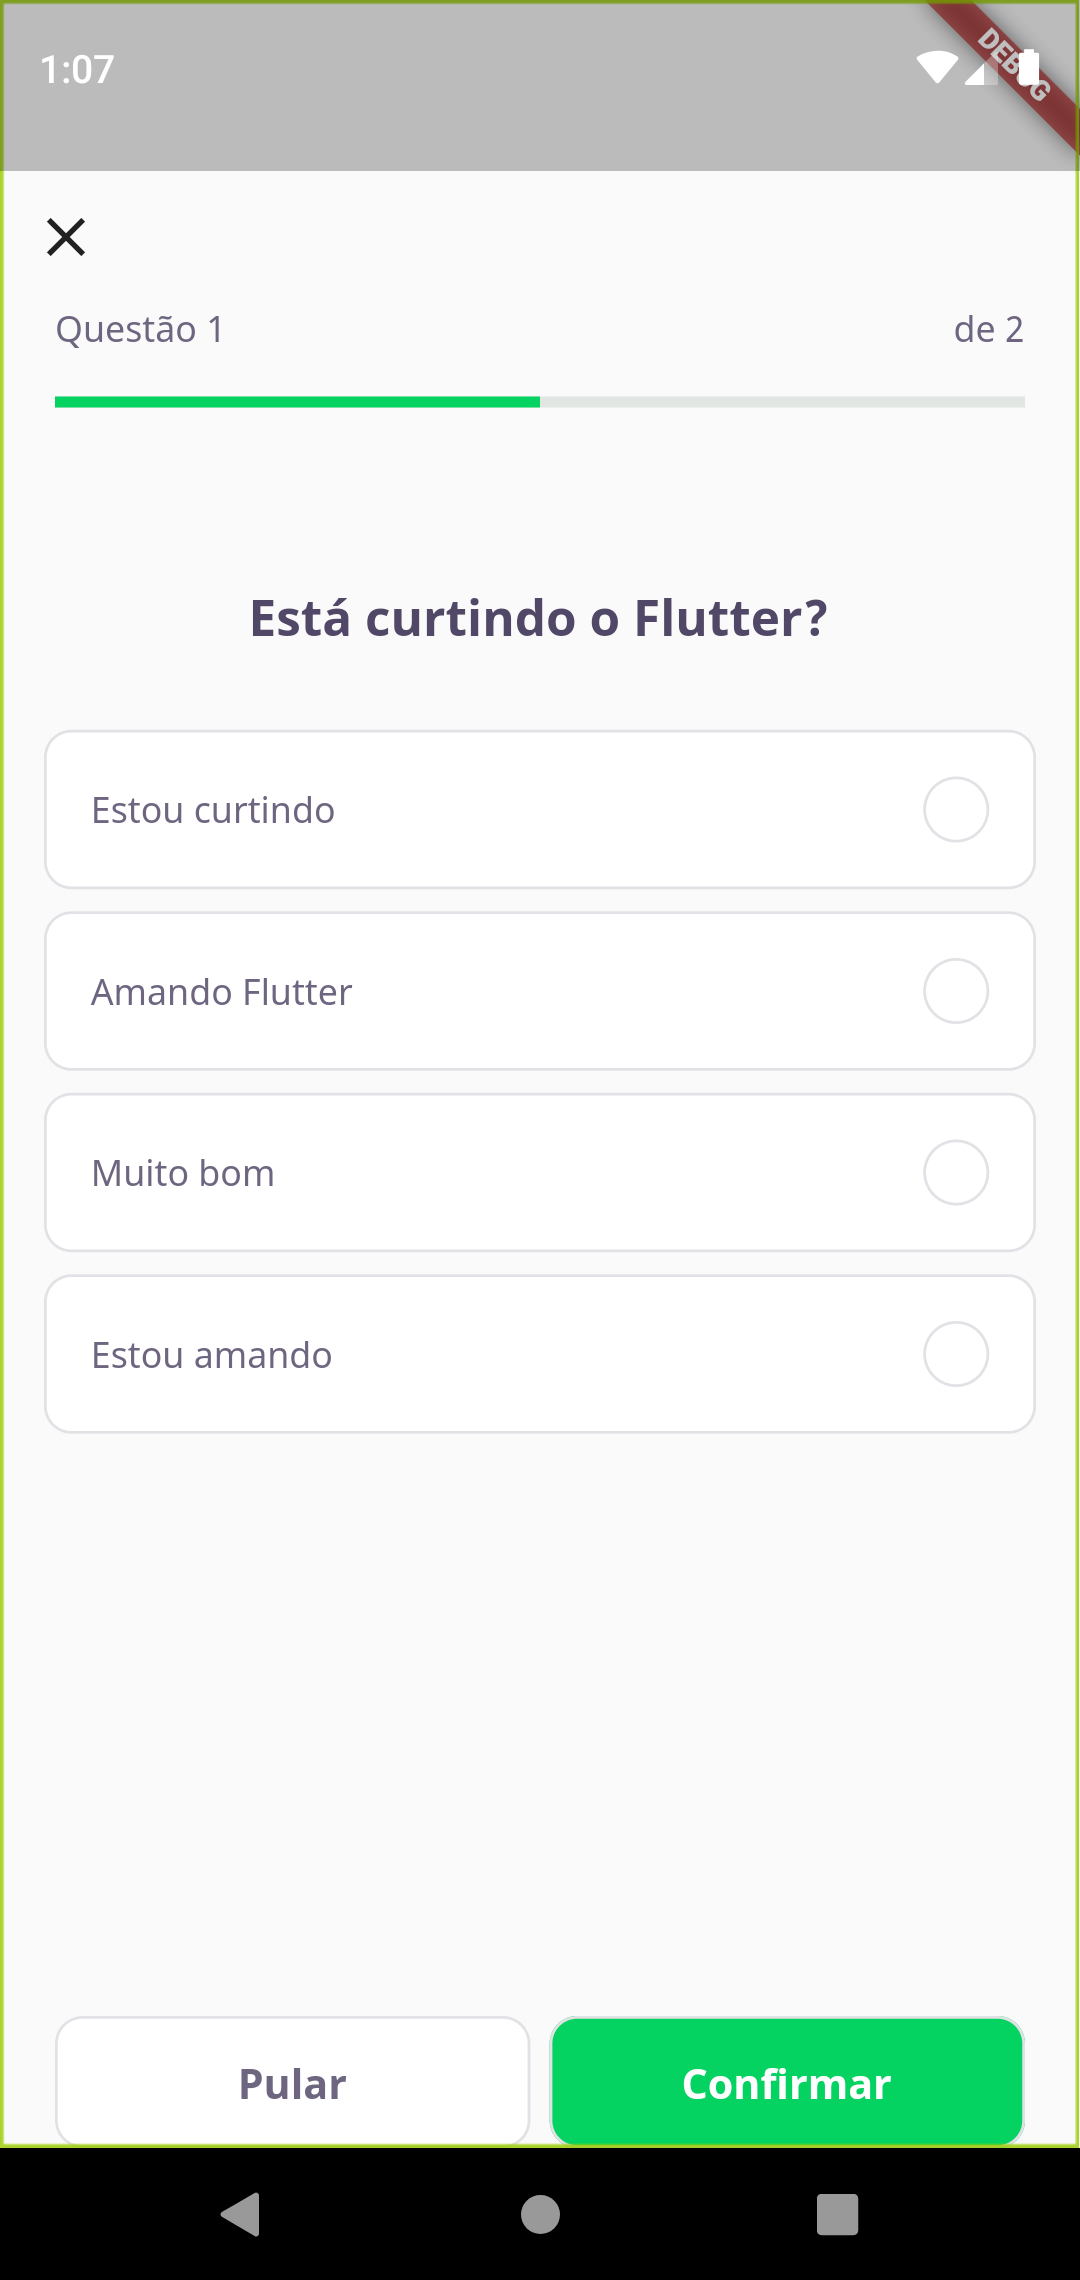 1:07
DEBUG
Questão 1
de 2
Está curtindo o Flutter?
Estou curtindo
Amando Flutter
Muito bom
Estou amando
Pular
Confirmar